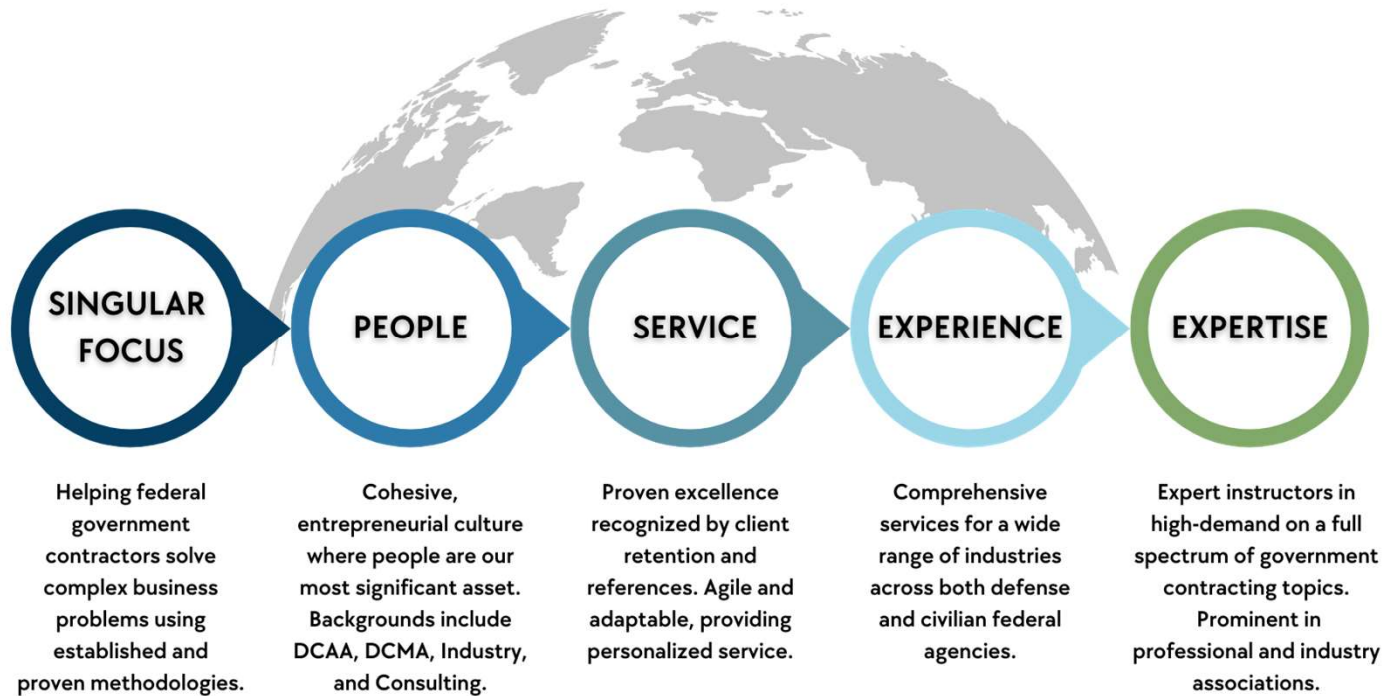 SINGULAR
FOCUS
PEOPLE
SERVICE
EXPERIENCE
EXPERTISE
Helping federal
government
contractors solve
complex business
problems using
established and
proven methodologies.
Cohesive,
entrepreneurial culture
where people are our
most significant asset.
Backgrounds include
DCAA, DCMA, Industry,
and Consulting.
Proven excellence
recognized by client
retention and
references. Agile and
adaptable, providing
personalized service.
Comprehensive
services for a wide
range of industries
across both defense
and civilian federal
agencies.
Expert instructors in
high-demand on a full
spectrum of government
contracting topics.
Prominent in
professional and industry
associations.